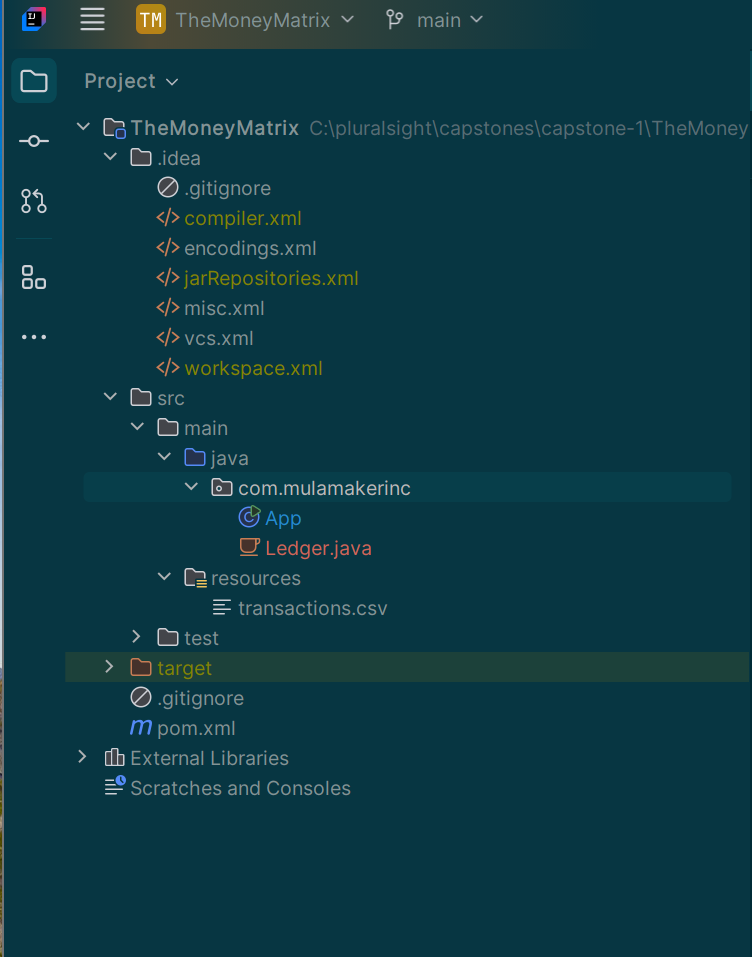 TM TheMoneyMatrix main
Project
TheMoneyMatrix C:\pluralsight\capstones\capstone-1\TheMoney
.idea
.gitignore
compiler.xml
encodings.xml
jarRepositories.xml
misc.xml
vcs.xml
workspace.xml
src
main
java
com.mulamakerinc
App
Ledger.java
resources
transactions.csv
test
target
.gitignore
pom.xml
External Libraries
Scratches and Consoles